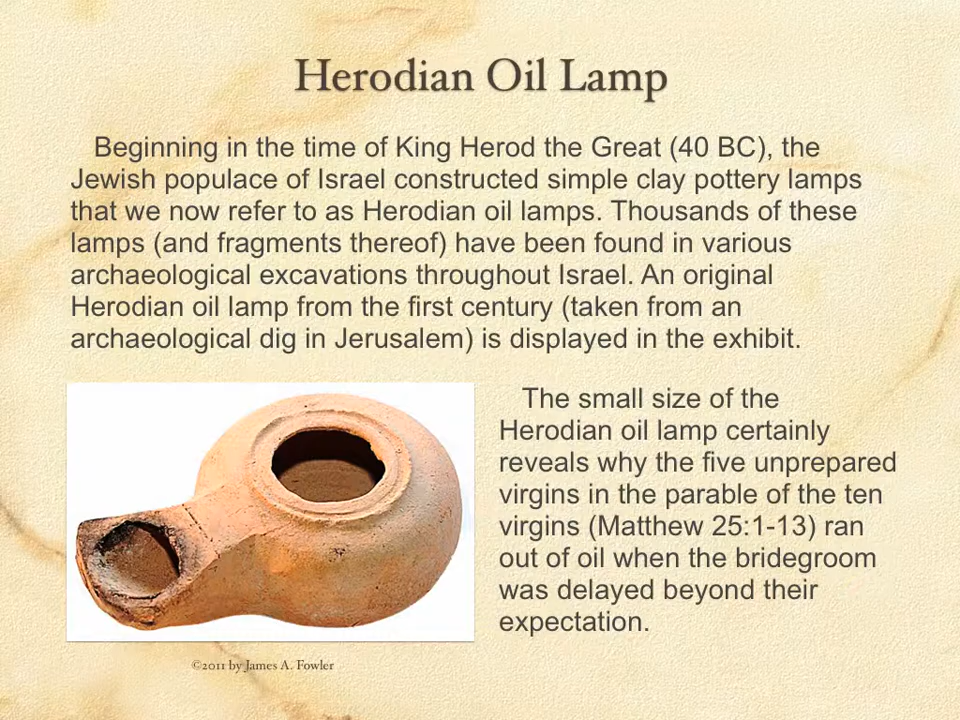 Herodian Oil Lamp
Beginning in the time of King Herod the Great (40 BC), the
Jewish populace of Israel constructed simple clay pottery lamps
that we now refer to as Herodian oil lamps. Thousands of these
lamps (and fragments thereof) have been found in various
archaeological excavations throughout Israel. An original
Herodian oil lamp from the first century (taken from an
archaeological dig in Jerusalem) is displayed in the exhibit.
The small size of the
Herodian oil lamp certainly
reveals why the five unprepared
virgins in the parable of the ten
virgins (Matthew 25:1-13) ran
out of oil when the bridegroom
was delayed beyond their
expectation.
©2011 by James A. Fowler